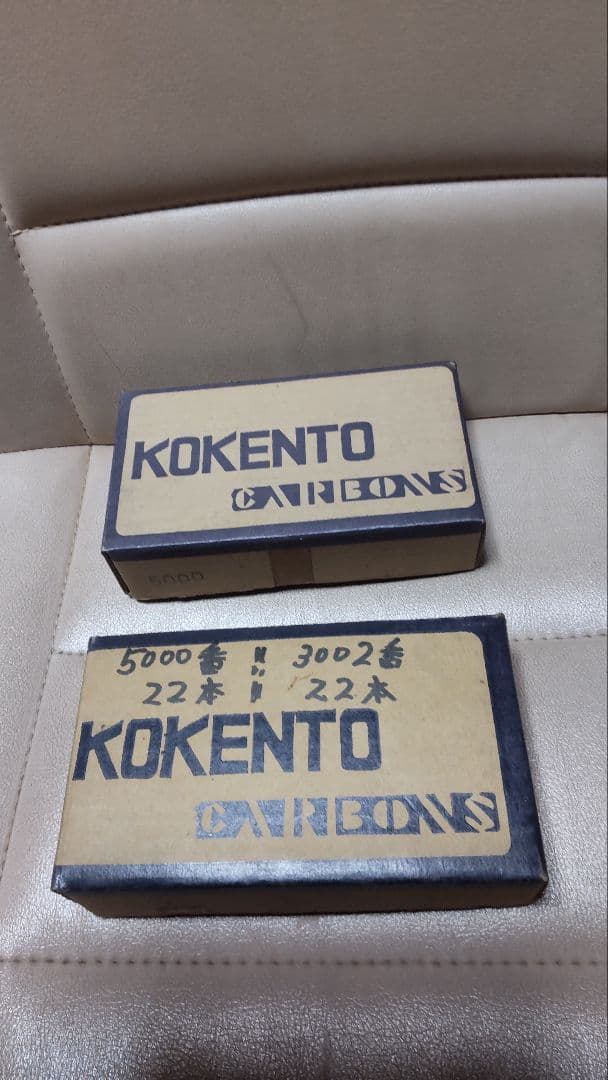 KOKENTO
CARBONS
5000
5000番 〃 3002番
22本 〃 22本
KOKENTO
CARBONS